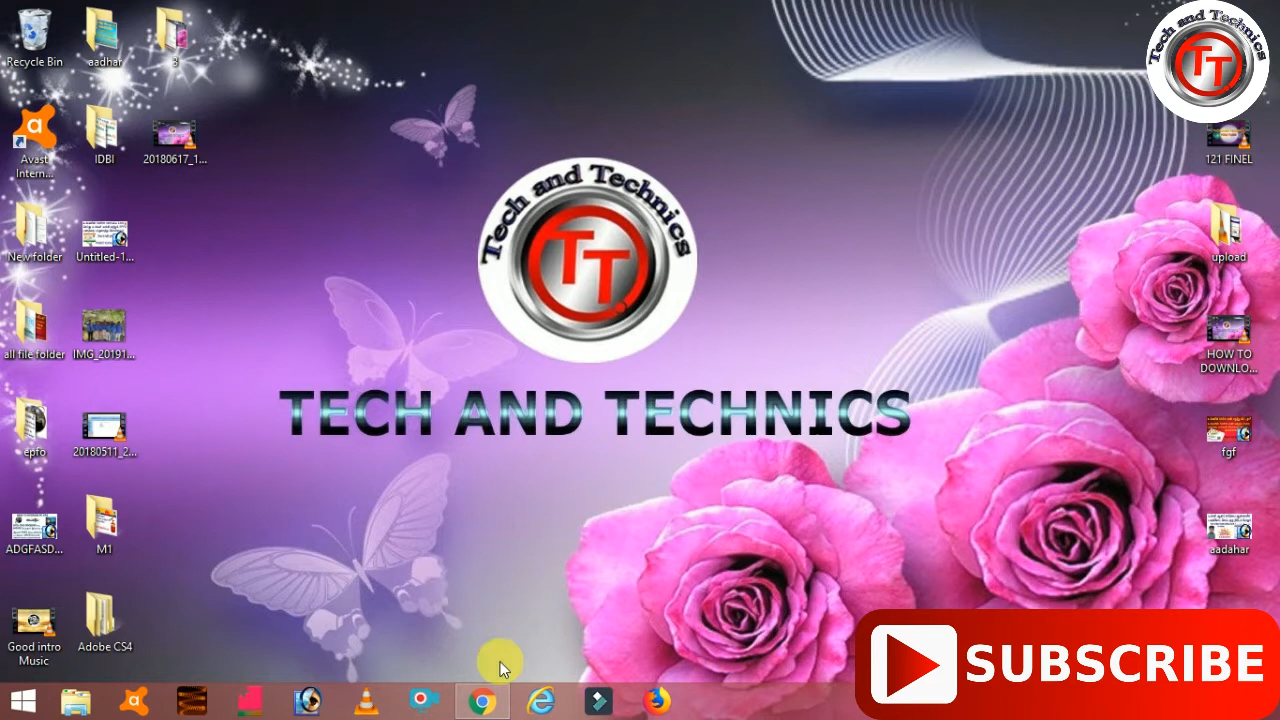 Recycle Bin
aadhar
3
Tech and Technics
TT
Avast
Intern...
IDBI
20180617_1...
121 FINEL
Tech and Technics
TT
New folder
Untitled-1...
upload
all file folder
IMG_20191...
HOW TO
DOWNLO...
TECH AND TECHNICS
epfo
20180511_2...
fgf
ADGFASD...
M1
aadahar
Good intro
Music
Adobe CS4
SUBSCRIBE